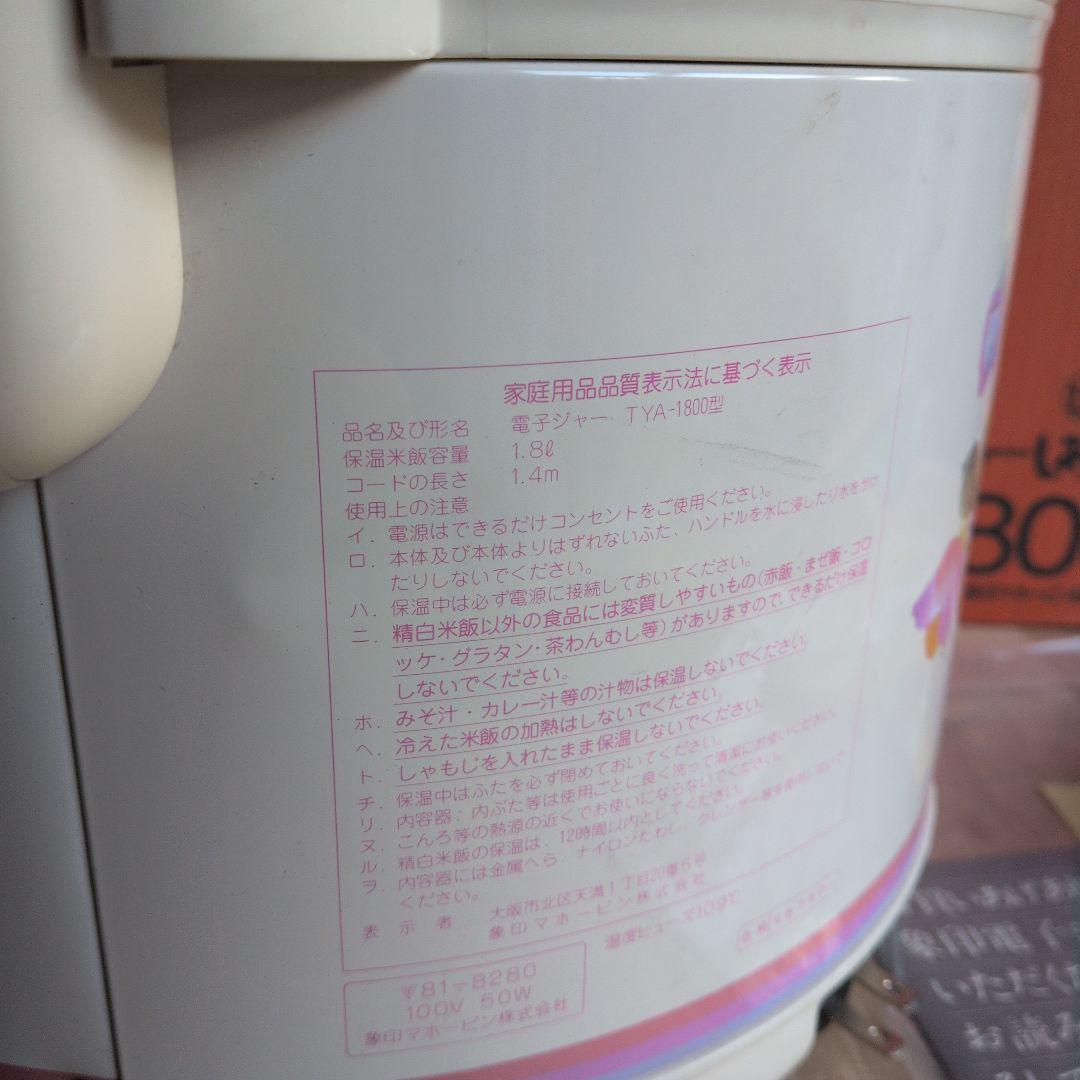 家庭用品品質表示法に基づく表示
品名及び形名 電子ジャー TYA-1800型
保温米飯容量 1.8ℓ
コードの長さ 1.4m
使用上の注意
イ. 電源はできるだけコンセントをご使用ください。
ロ. 本体及び本体よりはずれないふた、ハンドルを水に浸したり水をかけ
たりしないでください。
ハ. 保温中は必ず電源に接続しておいてください。
ニ. 精白米飯以外の食品には変質しやすいもの(赤飯・まぜ飯・コロ
ッケ・グラタン・茶わんむし等)がありますので、できるだけ保温
しないでください。
ホ. みそ汁・カレー汁等の汁物は保温しないでください。
ヘ. 冷えた米飯の加熱はしないでください。
ト. しゃもじを入れたまま保温しないでください。
チ. 保温中はふたを必ず閉めておいてください。
リ. 内容器；内ぶた等は使用ごとに良く洗って清潔にお使いください。
ヌ. こんろ等の熱源の近くでお使いにならないでください。
ル. 精白米飯の保温は、12時間以内としてください。
ヲ. 内容器には金属へら、ナイロンたわし、クレンザー等を使用しないで
ください。
表示者 大阪市北区天満1丁目20番5号
象印マホービン株式会社
温度ヒューズ109℃
〒81-8280
100V 50W
象印マホービン株式会社
80
象印電子
いただく
お読み